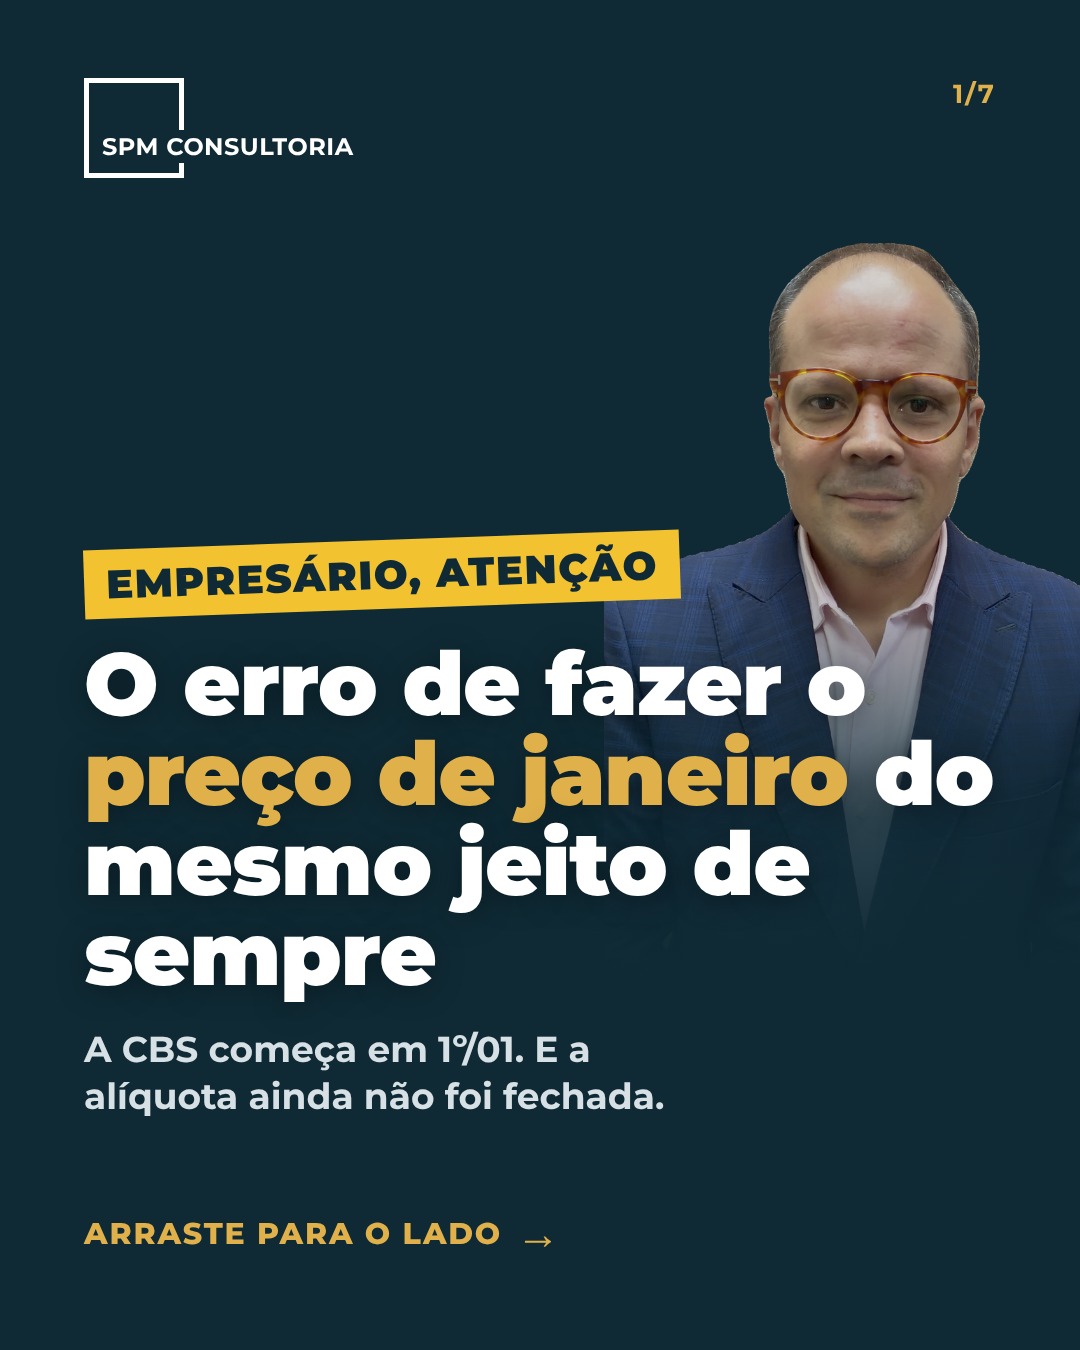 SPM CONSULTORIA
1/7
EMPRESÁRIO, ATENÇÃO
O erro de fazer o
preço de janeiro do
mesmo jeito de
sempre
A CBS começa em 1º/01. E a
alíquota ainda não foi fechada.
ARRASTE PARA O LADO →